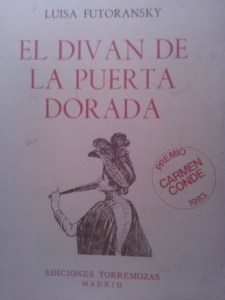 LUISA FUTORANSKY
EL DIVAN DE
LA PUERTA
DORADA
PREMIO
CARMEN
CONDE
1983
EDICIONES TORREMOZAS
MADRID